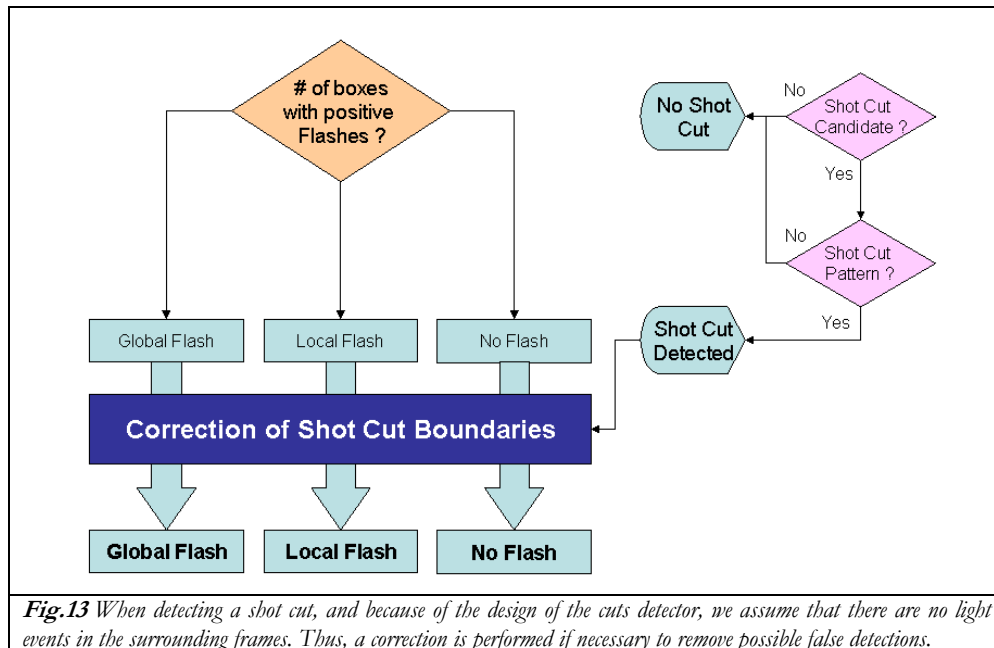 # of boxes
with positive
Flashes ?
No Shot
Cut
No
Shot Cut
Candidate ?
Yes
No
Shot Cut
Pattern ?
Yes
Shot Cut
Detected
Global Flash
Local Flash
No Flash
Correction of Shot Cut Boundaries
Global Flash
Local Flash
No Flash
Fig.13 When detecting a shot cut, and because of the design of the cuts detector, we assume that there are no light
events in the surrounding frames. Thus, a correction is performed if necessary to remove possible false detections.